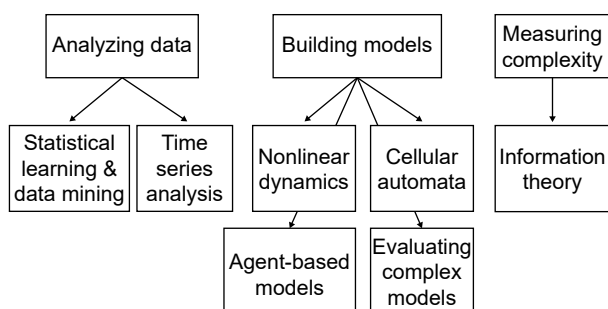 Analyzing data
Building models
Measuring
complexity
Statistical
learning &
data mining
Time
series
analysis
Nonlinear
dynamics
Cellular
automata
Information
theory
Agent-based
models
Evaluating
complex
models